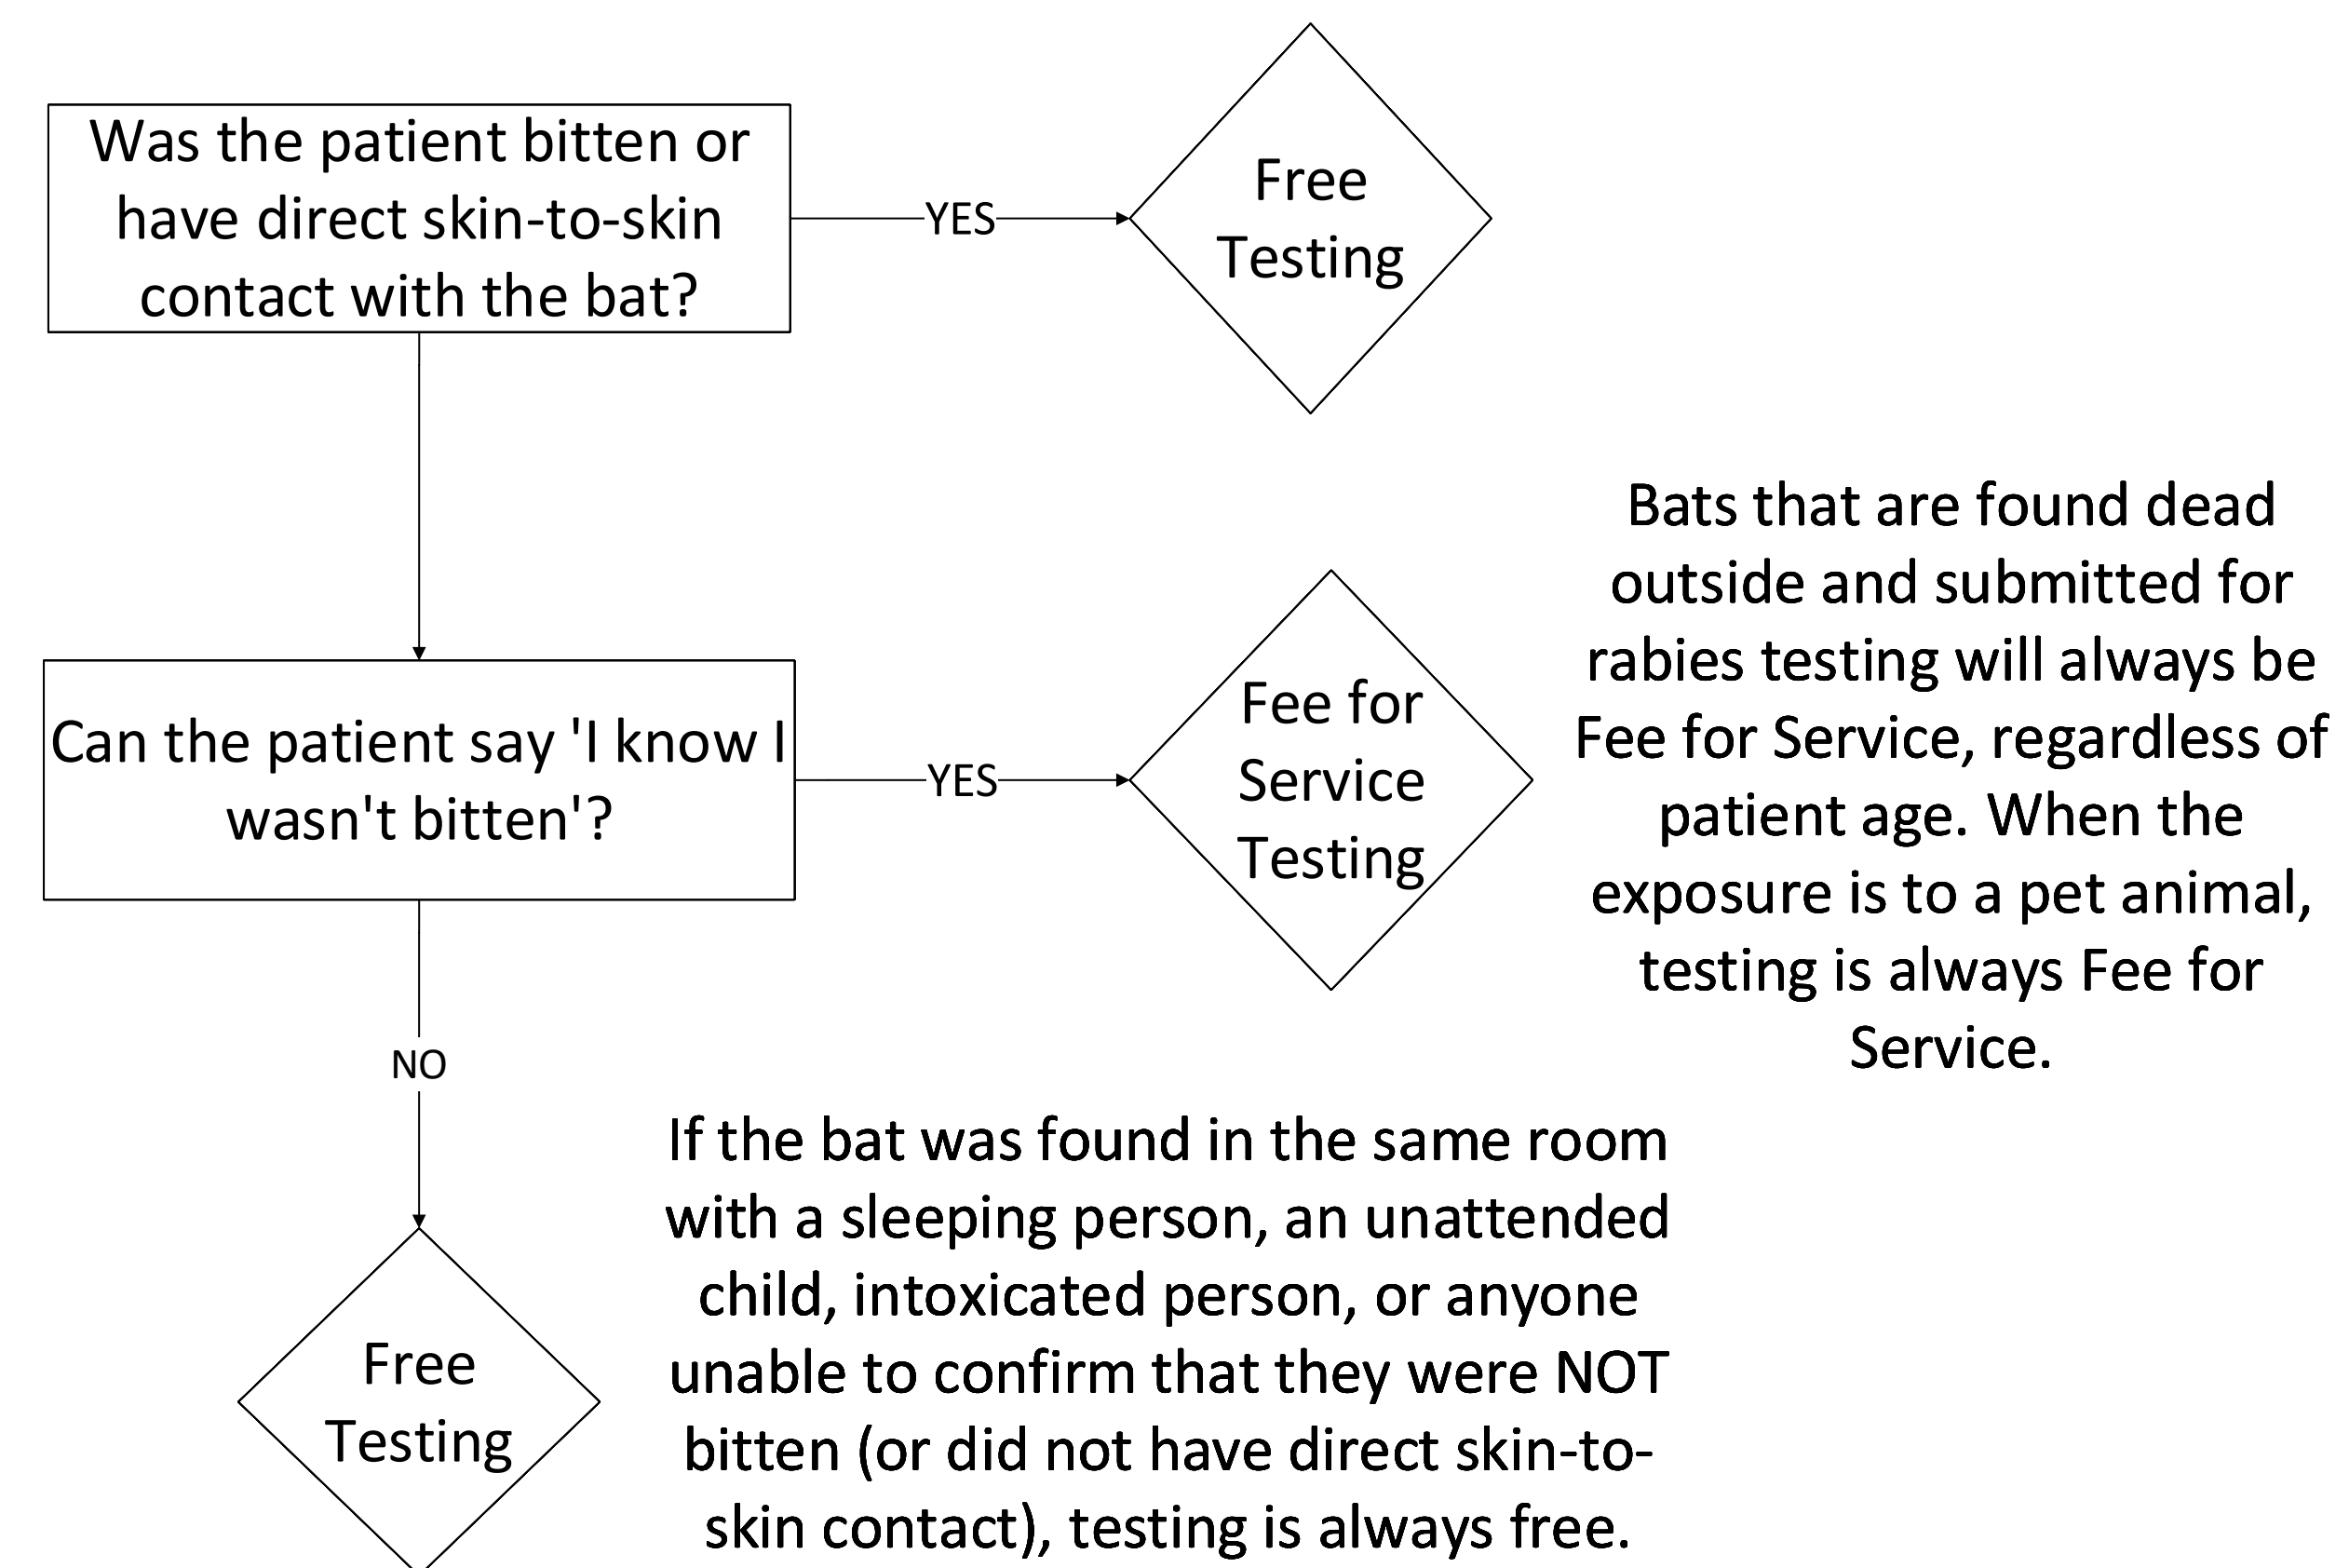 Was the patient bitten or
have direct skin-to-skin
contact with the bat?
YES
Free
Testing
Can the patient say 'I know I
wasn't bitten'?
YES
Fee for
Service
Testing
Bats that are found dead
outside and submitted for
rabies testing will always be
Fee for Service, regardless of
patient age. When the
exposure is to a pet animal,
testing is always Fee for
Service.
NO
Free
Testing
If the bat was found in the same room
with a sleeping person, an unattended
child, intoxicated person, or anyone
unable to confirm that they were NOT
bitten (or did not have direct skin-to-
skin contact), testing is always free.